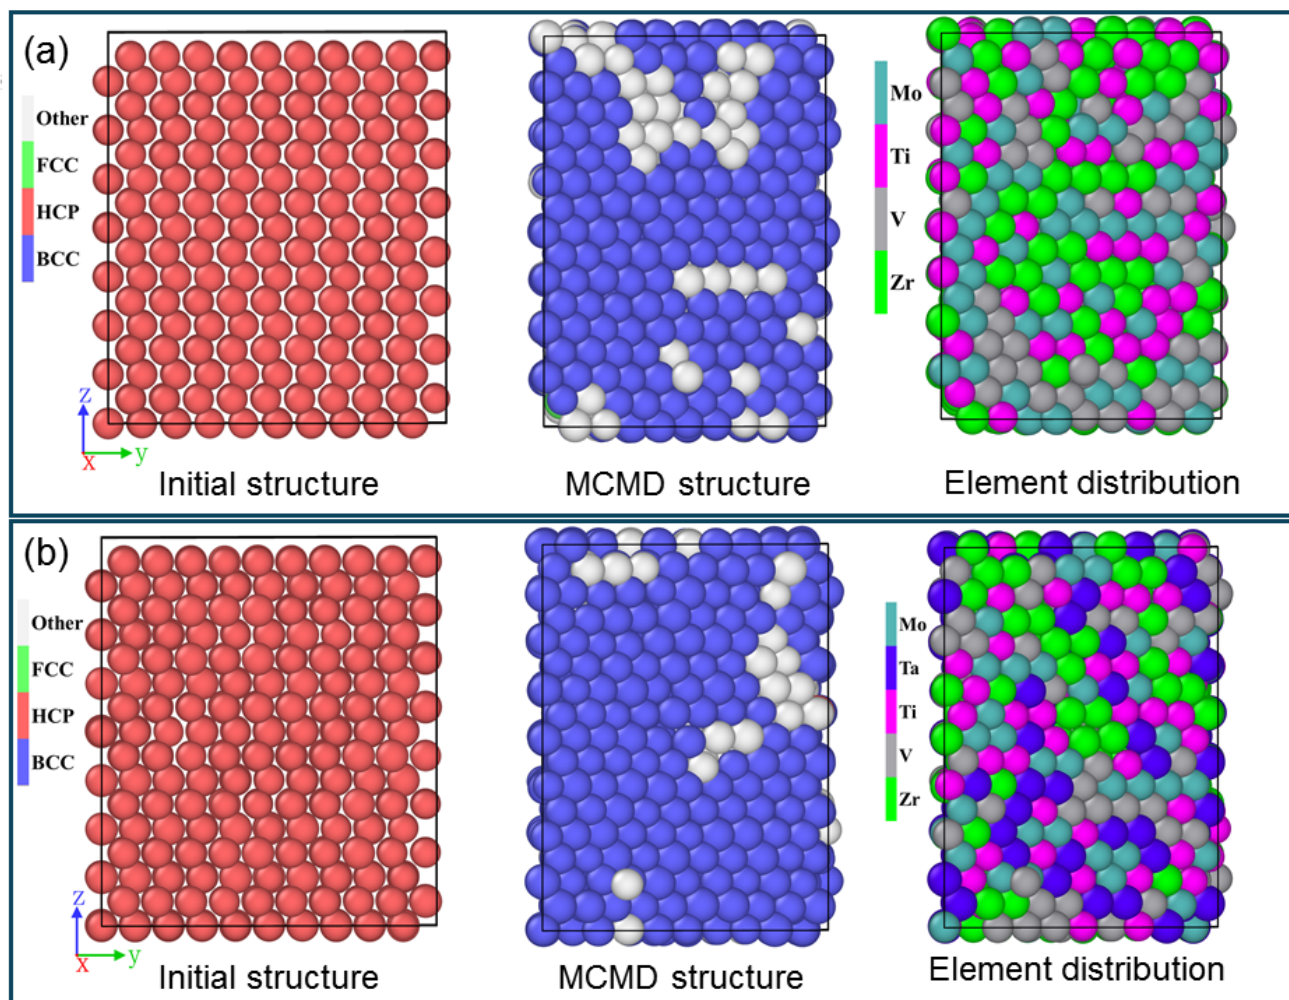 (a)
Other
FCC
HCP
BCC
Mo
Ti
V
Zr
z
x
y
Initial structure
MCMD structure
Element distribution
(b)
Other
FCC
HCP
BCC
Mo
Ta
Ti
V
Zr
z
x
y
Initial structure
MCMD structure
Element distribution